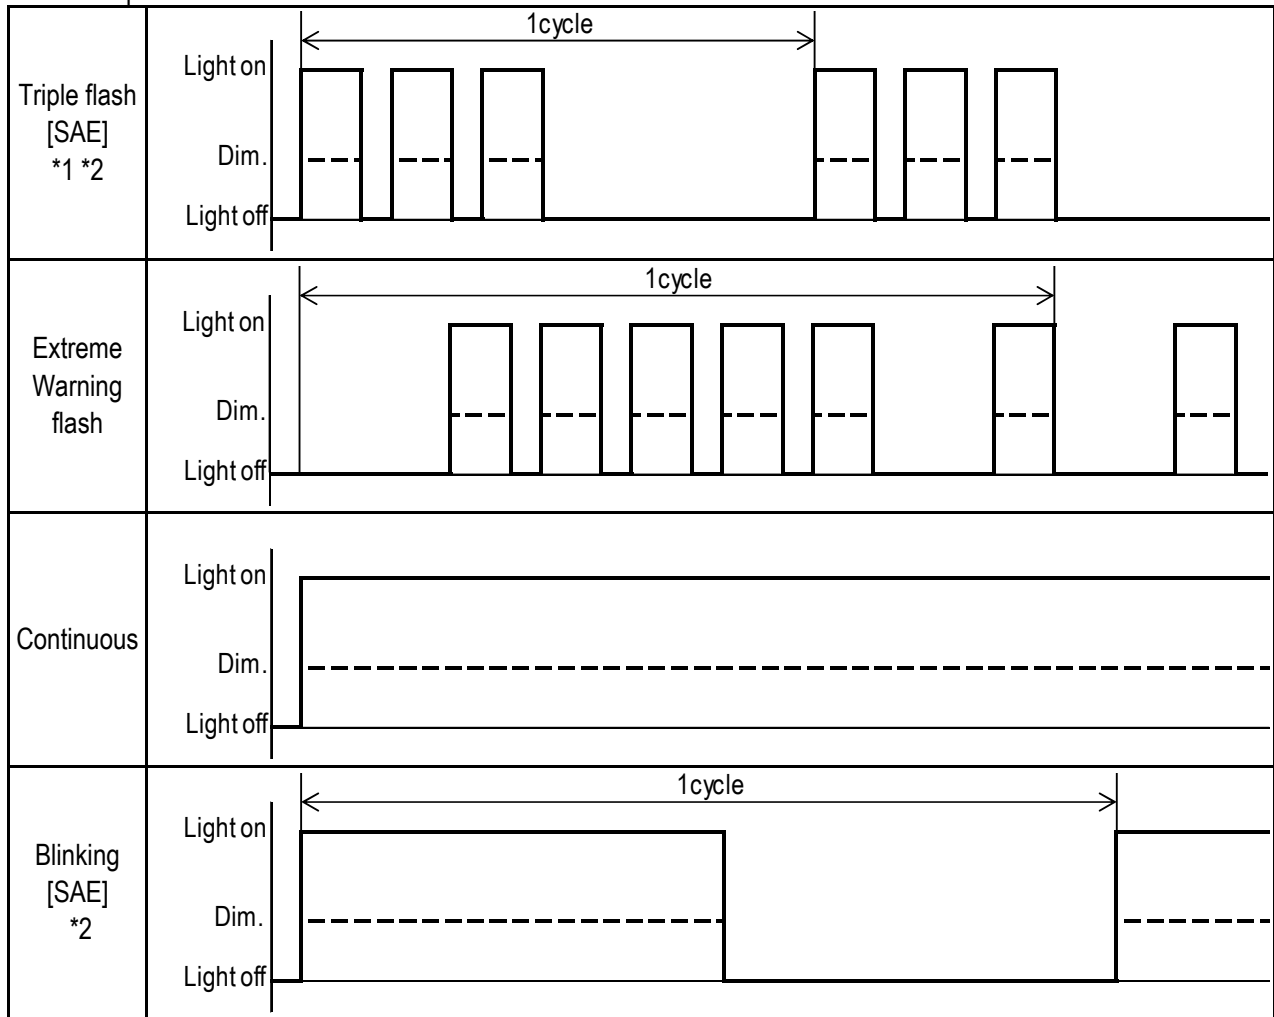 1cycle
Triple flash
[SAE]
*1 *2
Light on
Dim.
Light off
1cycle
Extreme
Warning
flash
Light on
Dim.
Light off
Continuous
Light on
Dim.
Light off
1cycle
Blinking
[SAE]
*2
Light on
Dim.
Light off